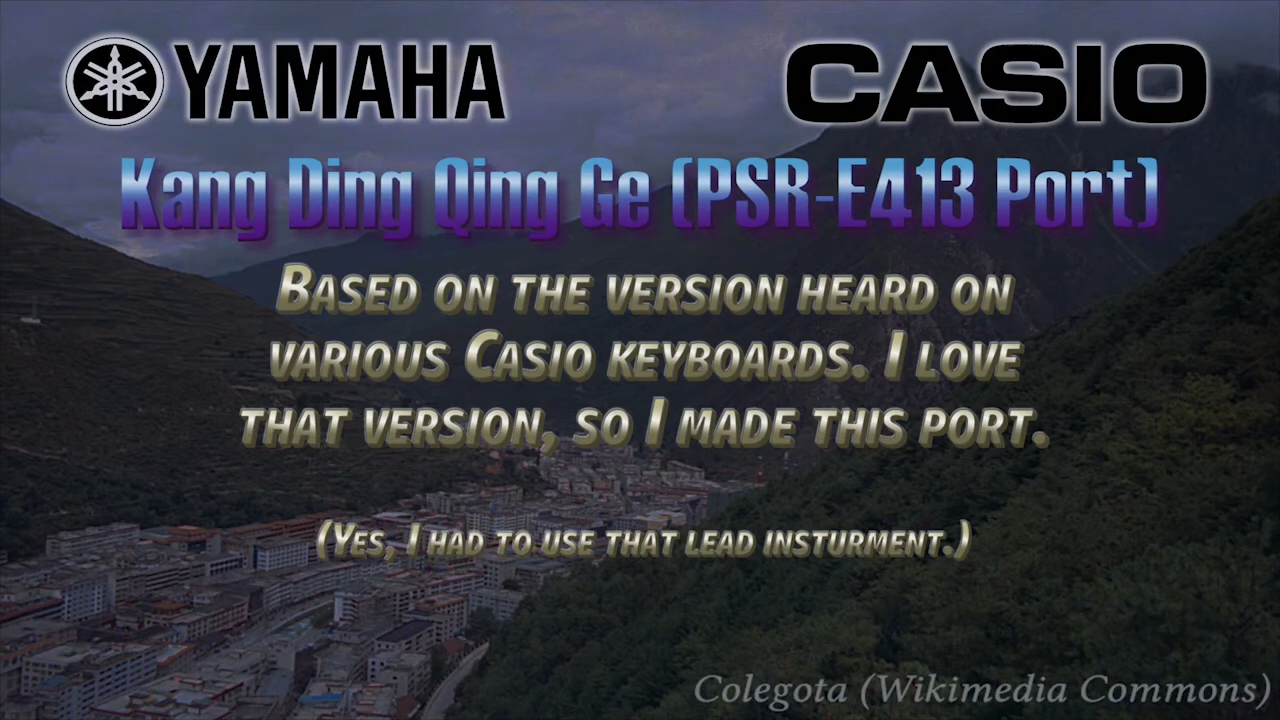 YAMAHA CASIO
Kang Ding Qing Ge (PSR-E413 Port)
Based on the version heard on
various Casio keyboards. I love
that version, so I made this port.
(Yes, I had to use that lead insturment.)
Colegota (Wikimedia Commons)